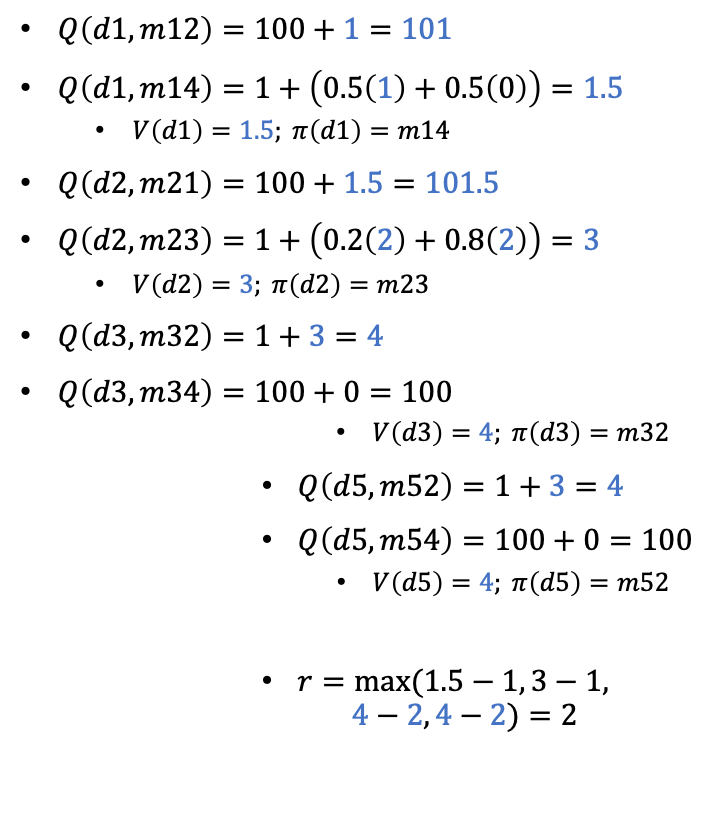 • Q(d1, m12) = 100 + 1 = 101
• Q(d1, m14) = 1 + (0.5(1) + 0.5(0)) = 1.5
• V(d1) = 1.5; π(d1) = m14
• Q(d2, m21) = 100 + 1.5 = 101.5
• Q(d2, m23) = 1 + (0.2(2) + 0.8(2)) = 3
• V(d2) = 3; π(d2) = m23
• Q(d3, m32) = 1 + 3 = 4
• Q(d3, m34) = 100 + 0 = 100
• V(d3) = 4; π(d3) = m32
• Q(d5, m52) = 1 + 3 = 4
• Q(d5, m54) = 100 + 0 = 100
• V(d5) = 4; π(d5) = m52
• r = max(1.5 − 1, 3 − 1,
4 − 2, 4 − 2) = 2